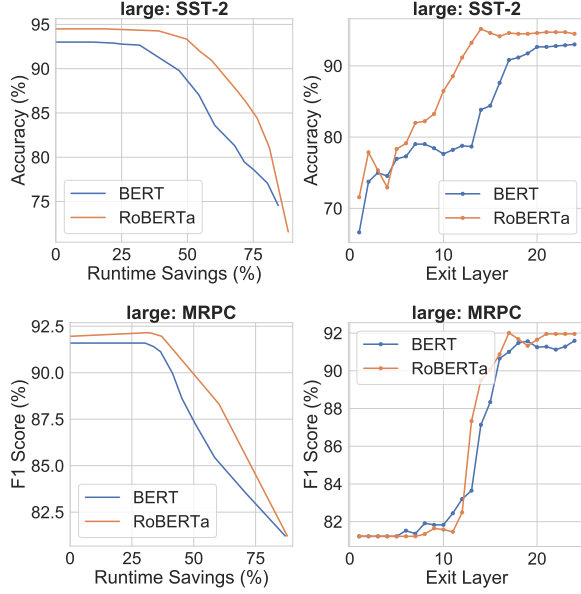 large: SST-2
95
90
85
80
75
0
25
50
75
Accuracy (%)
Runtime Savings (%)
BERT
RoBERTa
large: SST-2
90
80
70
0
10
20
Accuracy (%)
Exit Layer
BERT
RoBERTa
large: MRPC
92.5
90.0
87.5
85.0
82.5
0
25
50
75
F1 Score (%)
Runtime Savings (%)
BERT
RoBERTa
large: MRPC
92
90
88
86
84
82
0
10
20
F1 Score (%)
Exit Layer
BERT
RoBERTa